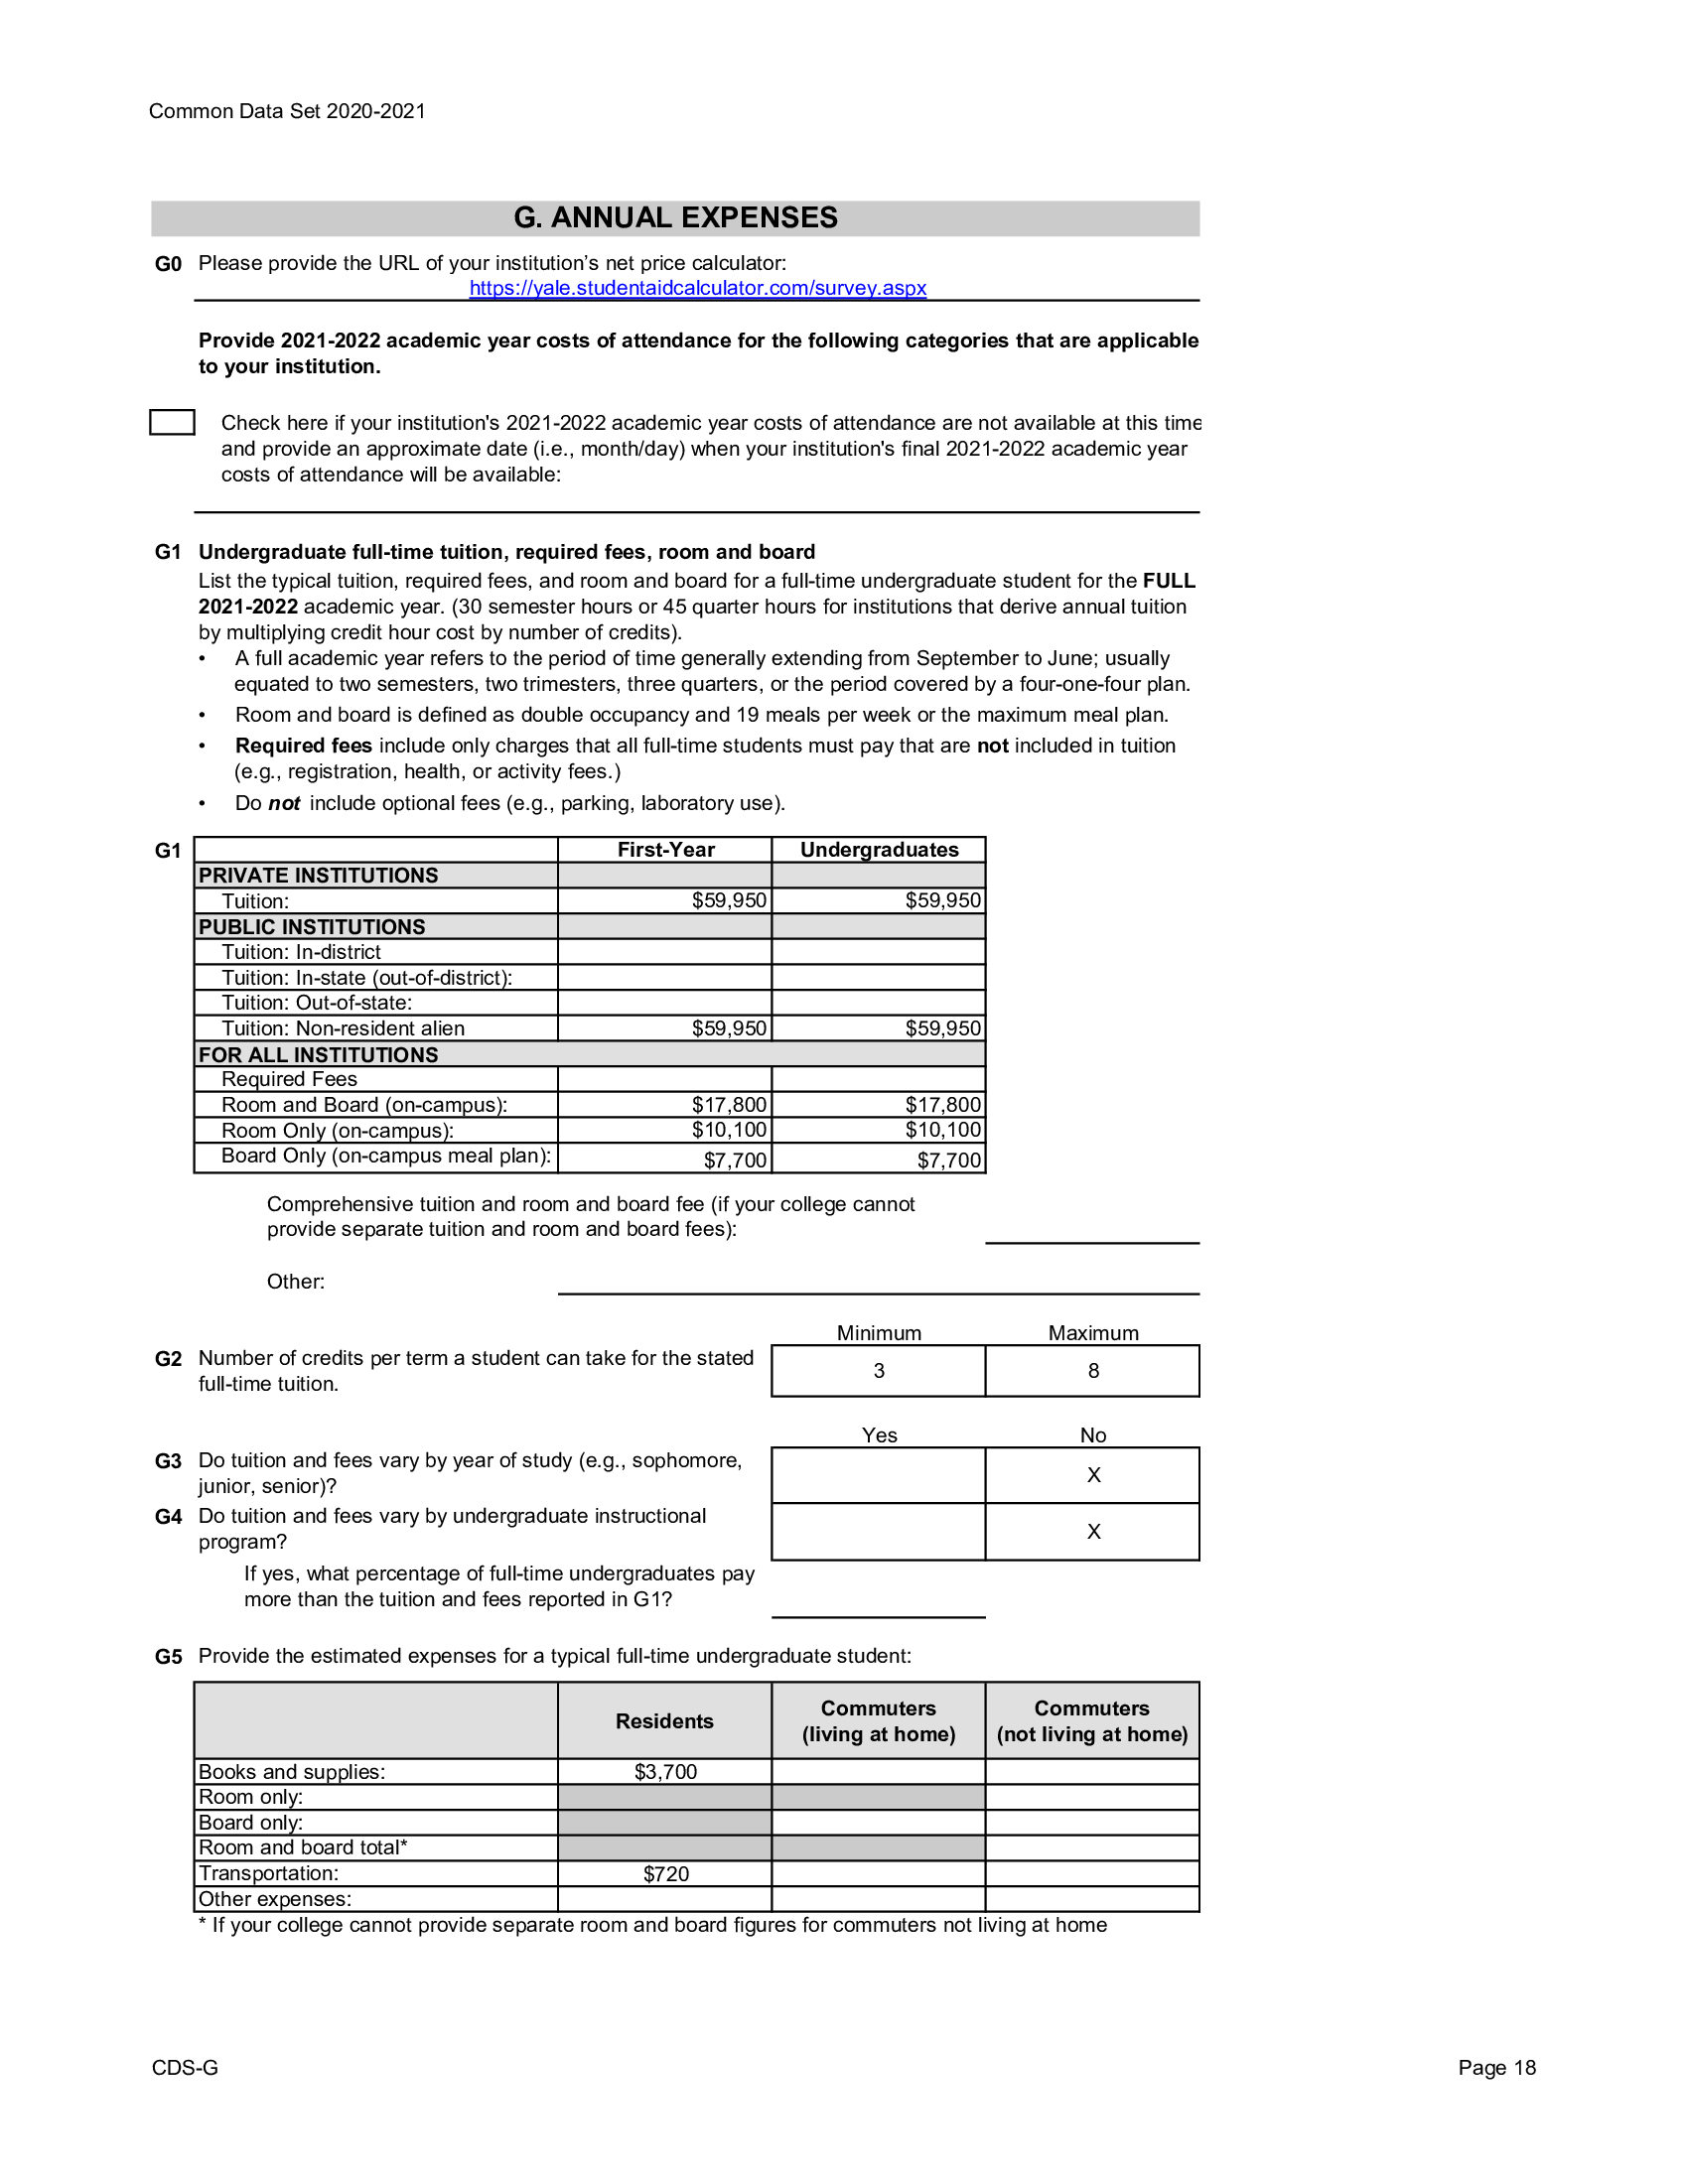 Common Data Set 2020-2021
G. ANNUAL EXPENSES
G0 Please provide the URL of your institution’s net price calculator:
https://yale.studentaidcalculator.com/survey.aspx
Provide 2021-2022 academic year costs of attendance for the following categories that are applicable
to your institution.
Check here if your institution's 2021-2022 academic year costs of attendance are not available at this time
and provide an approximate date (i.e., month/day) when your institution's final 2021-2022 academic year
costs of attendance will be available:
G1 Undergraduate full-time tuition, required fees, room and board
List the typical tuition, required fees, and room and board for a full-time undergraduate student for the FULL
2021-2022 academic year. (30 semester hours or 45 quarter hours for institutions that derive annual tuition
by multiplying credit hour cost by number of credits).
• A full academic year refers to the period of time generally extending from September to June; usually
equated to two semesters, two trimesters, three quarters, or the period covered by a four-one-four plan.
• Room and board is defined as double occupancy and 19 meals per week or the maximum meal plan.
• Required fees include only charges that all full-time students must pay that are not included in tuition
(e.g., registration, health, or activity fees.)
• Do not include optional fees (e.g., parking, laboratory use).
G1 First-Year Undergraduates
PRIVATE INSTITUTIONS
Tuition: $59,950 $59,950
PUBLIC INSTITUTIONS
Tuition: In-district
Tuition: In-state (out-of-district):
Tuition: Out-of-state:
Tuition: Non-resident alien $59,950 $59,950
FOR ALL INSTITUTIONS
Required Fees
Room and Board (on-campus): $17,800 $17,800
Room Only (on-campus): $10,100 $10,100
Board Only (on-campus meal plan): $7,700 $7,700
Comprehensive tuition and room and board fee (if your college cannot
provide separate tuition and room and board fees):
Other:
Minimum Maximum
G2 Number of credits per term a student can take for the stated
full-time tuition. 3 8
Yes No
G3 Do tuition and fees vary by year of study (e.g., sophomore,
junior, senior)? X
G4 Do tuition and fees vary by undergraduate instructional
program? X
If yes, what percentage of full-time undergraduates pay
more than the tuition and fees reported in G1?
G5 Provide the estimated expenses for a typical full-time undergraduate student:
Residents Commuters (living at home) Commuters (not living at home)
Books and supplies: $3,700
Room only:
Board only:
Room and board total*
Transportation: $720
Other expenses:
* If your college cannot provide separate room and board figures for commuters not living at home
CDS-G Page 18